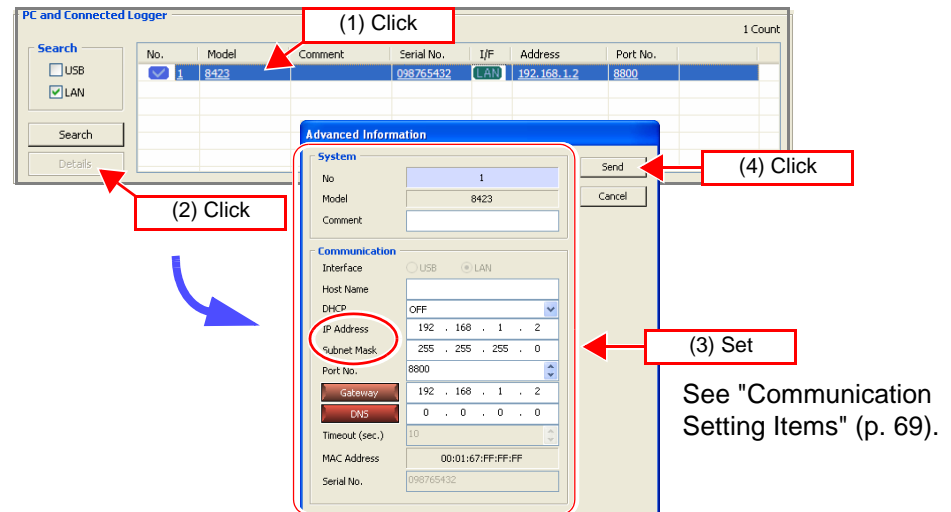 PC and Connected Logger
(1) Click
1 Count
Search
USB
LAN
Search
Details
No. Model Comment Serial No. I/F Address Port No.
1 8423 098765432 LAN 192.168.1.2 8800
(2) Click
Advanced Information
System
No 1
Model 8423
Comment
Send
Cancel
(4) Click
Communication
Interface USB LAN
Host Name
DHCP OFF
IP Address 192 . 168 . 1 . 2
Subnet Mask 255 . 255 . 255 . 0
Port No. 8800
Gateway 192 . 168 . 1 . 2
DNS 0 . 0 . 0 . 0
Timeout (sec.) 10
MAC Address 00:01:67:FF:FF:FF
Serial No. 098765432
(3) Set
See "Communication
Setting Items" (p. 69).